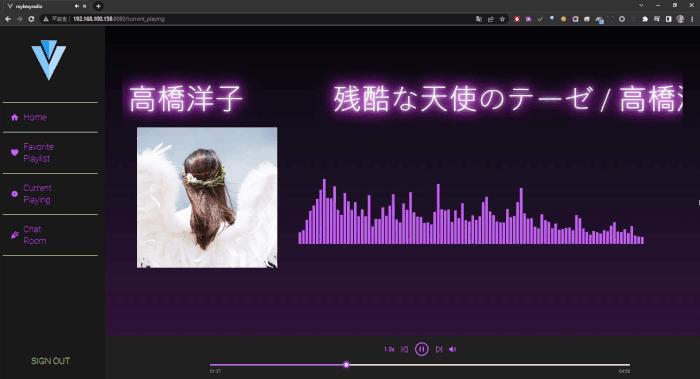 roykesyradio
不安全 | 192.168.100.158:8080/current_playing
高橋洋子 残酷な天使のテーゼ / 高橋洋
Home
Favorite
Playlist
Current
Playing
Chat
Room
SIGN OUT
1.0x
01:37
04:58